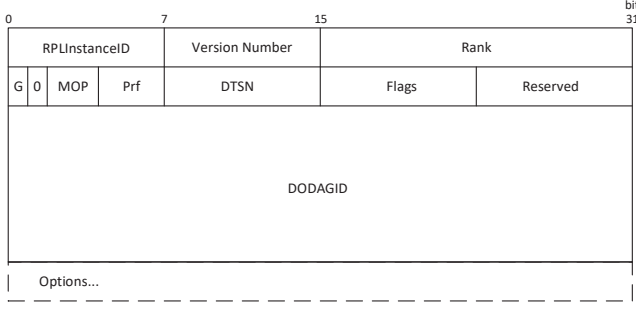 bit
0 7 15 31
RPLInstanceID Version Number Rank
G 0 MOP Prf DTSN Flags Reserved
DODAGID
Options...